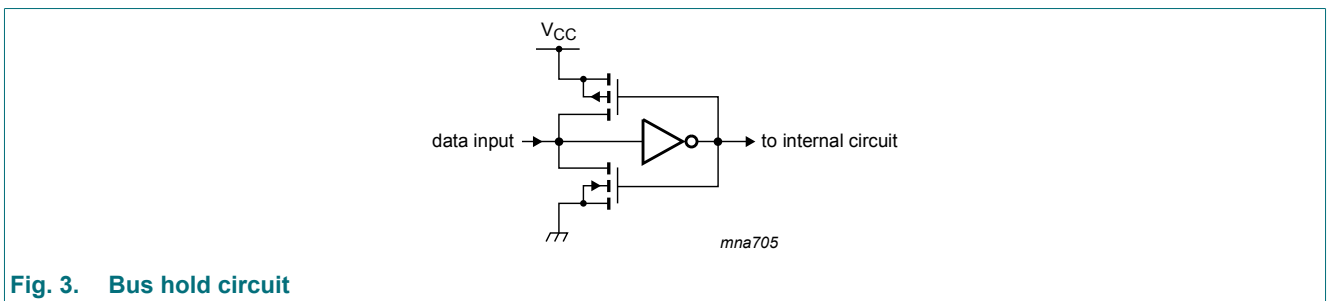 VCC
data input
to internal circuit
mna705
Fig. 3. Bus hold circuit